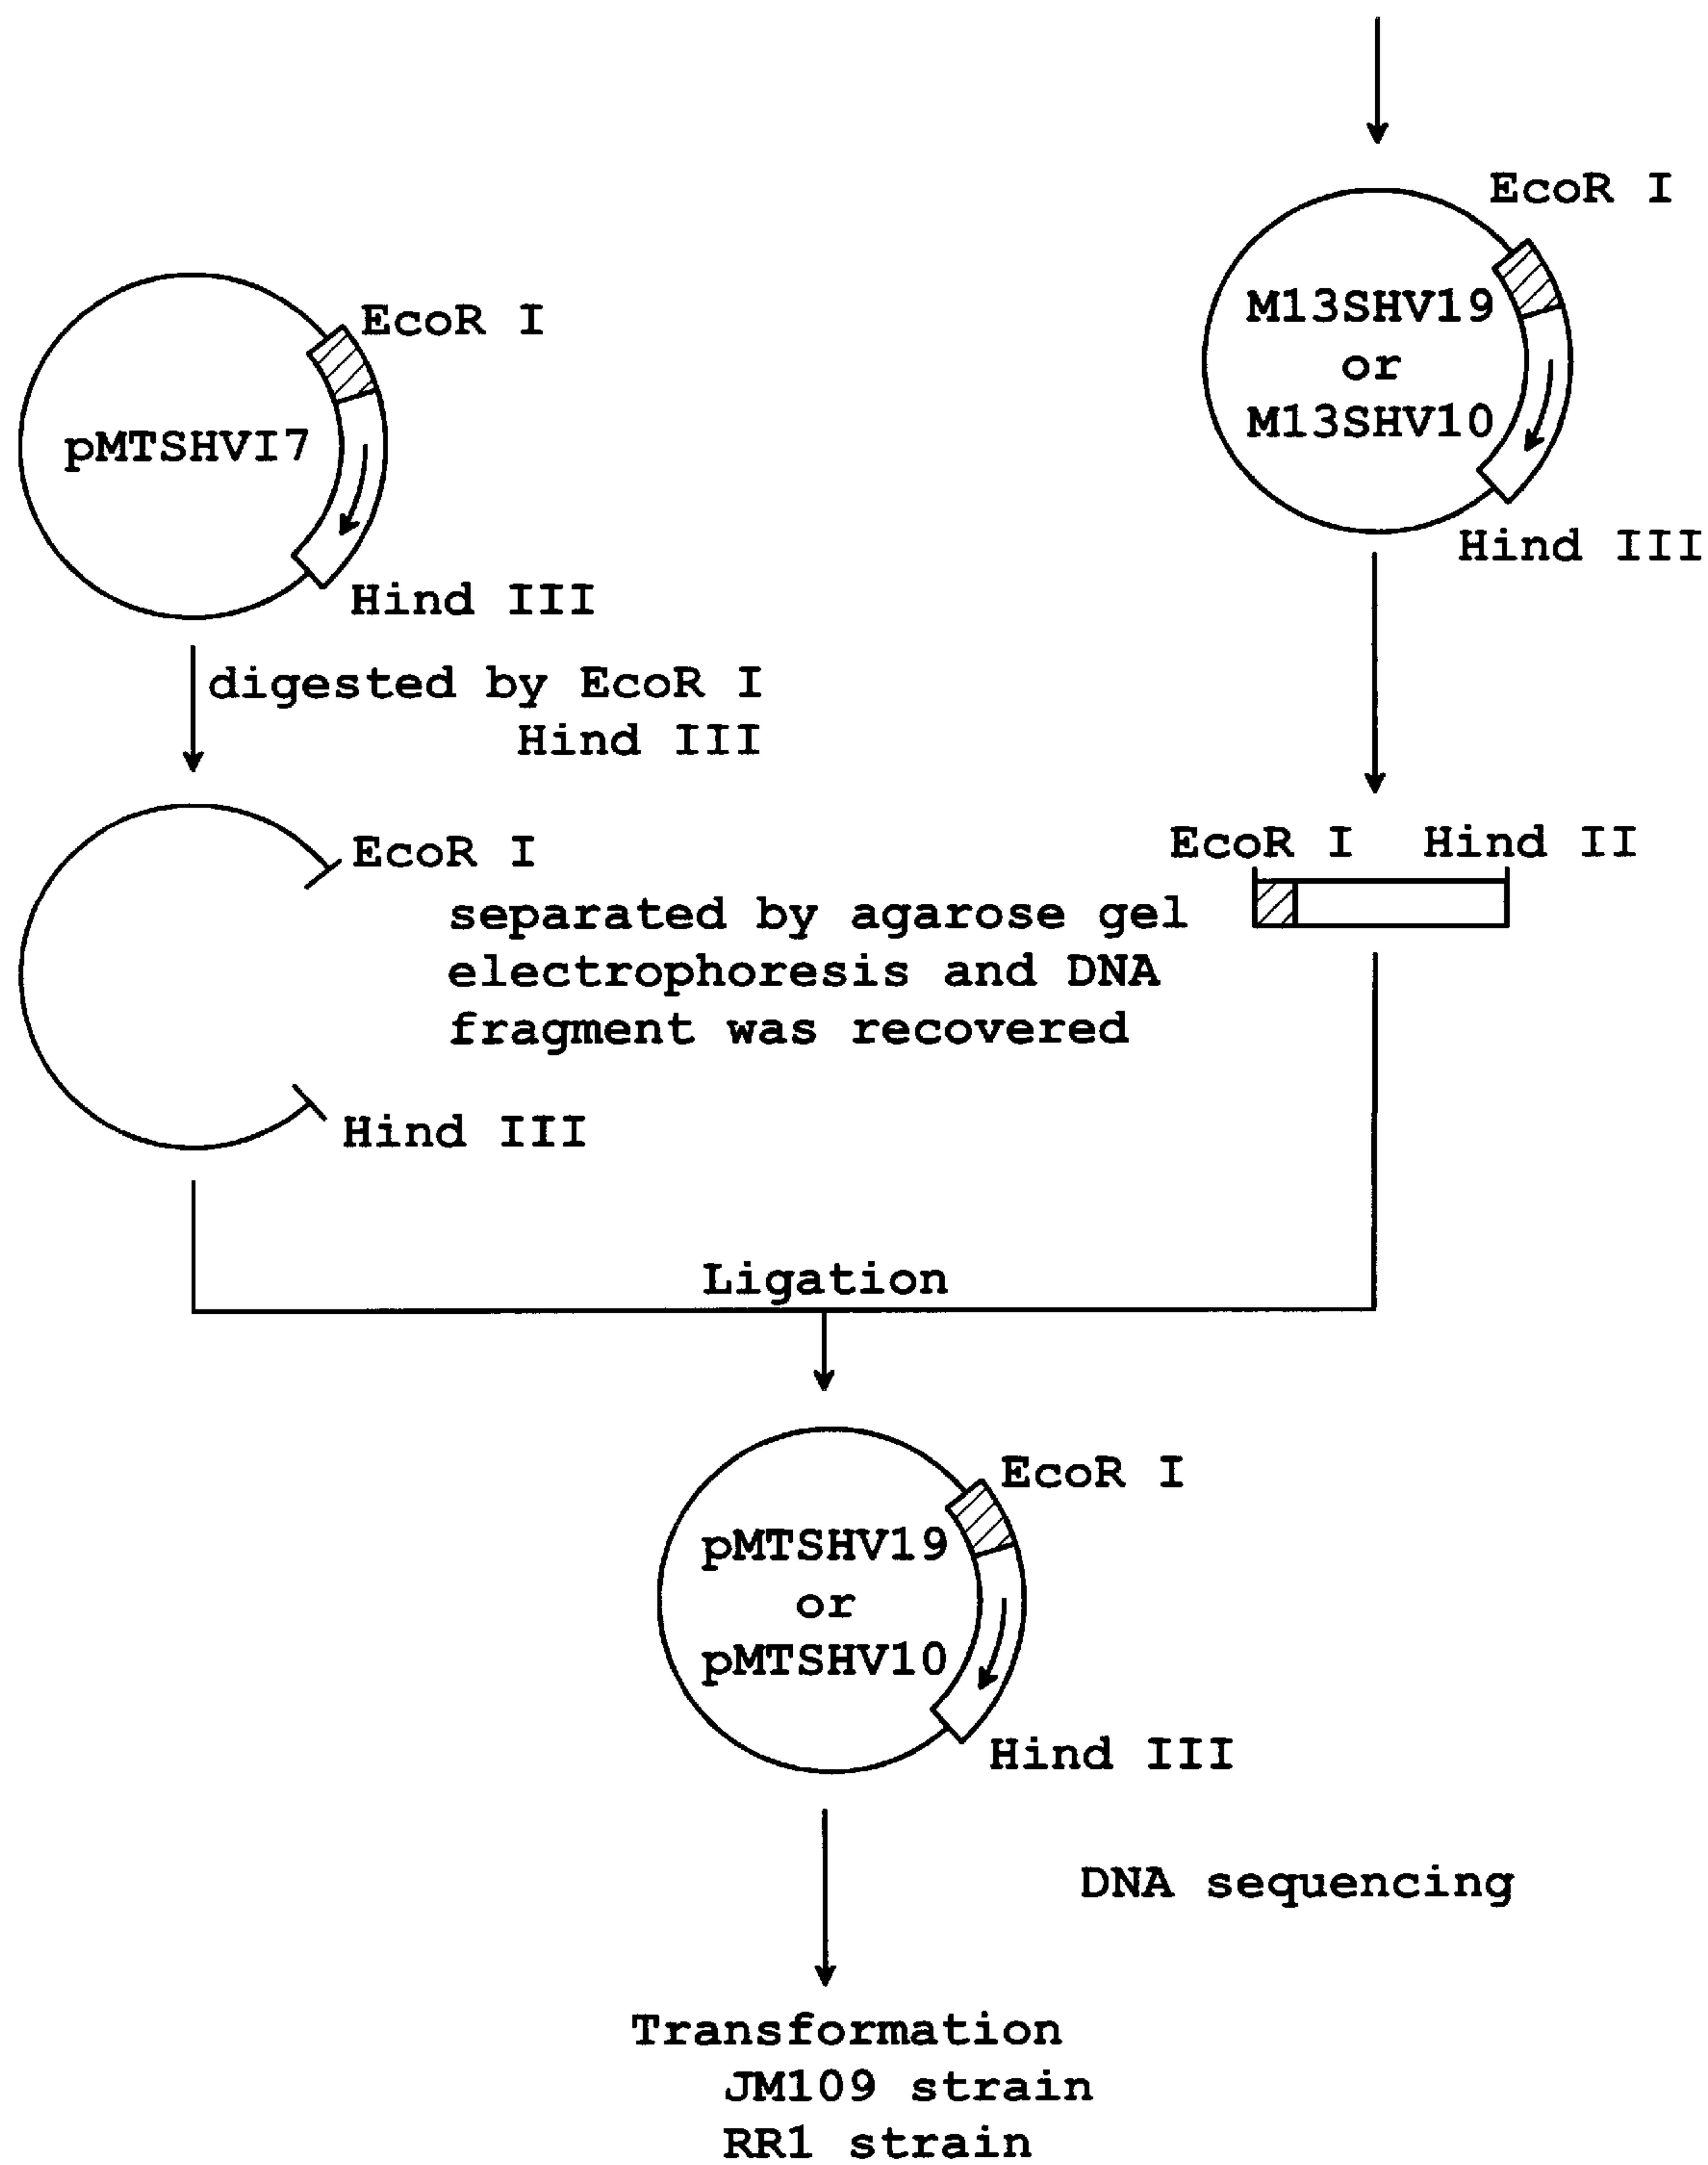 EcoR I
M13SHV19
or
M13SHV10
Hind III
EcoR I
pMTSHVI7
Hind III
digested by EcoR I
Hind III
EcoR I
Hind III
EcoR I Hind II
separated by agarose gel
electrophoresis and DNA
fragment was recovered
Ligation
EcoR I
pMTSHV19
or
pMTSHV10
Hind III
DNA sequencing
Transformation
JM109 strain
RR1 strain